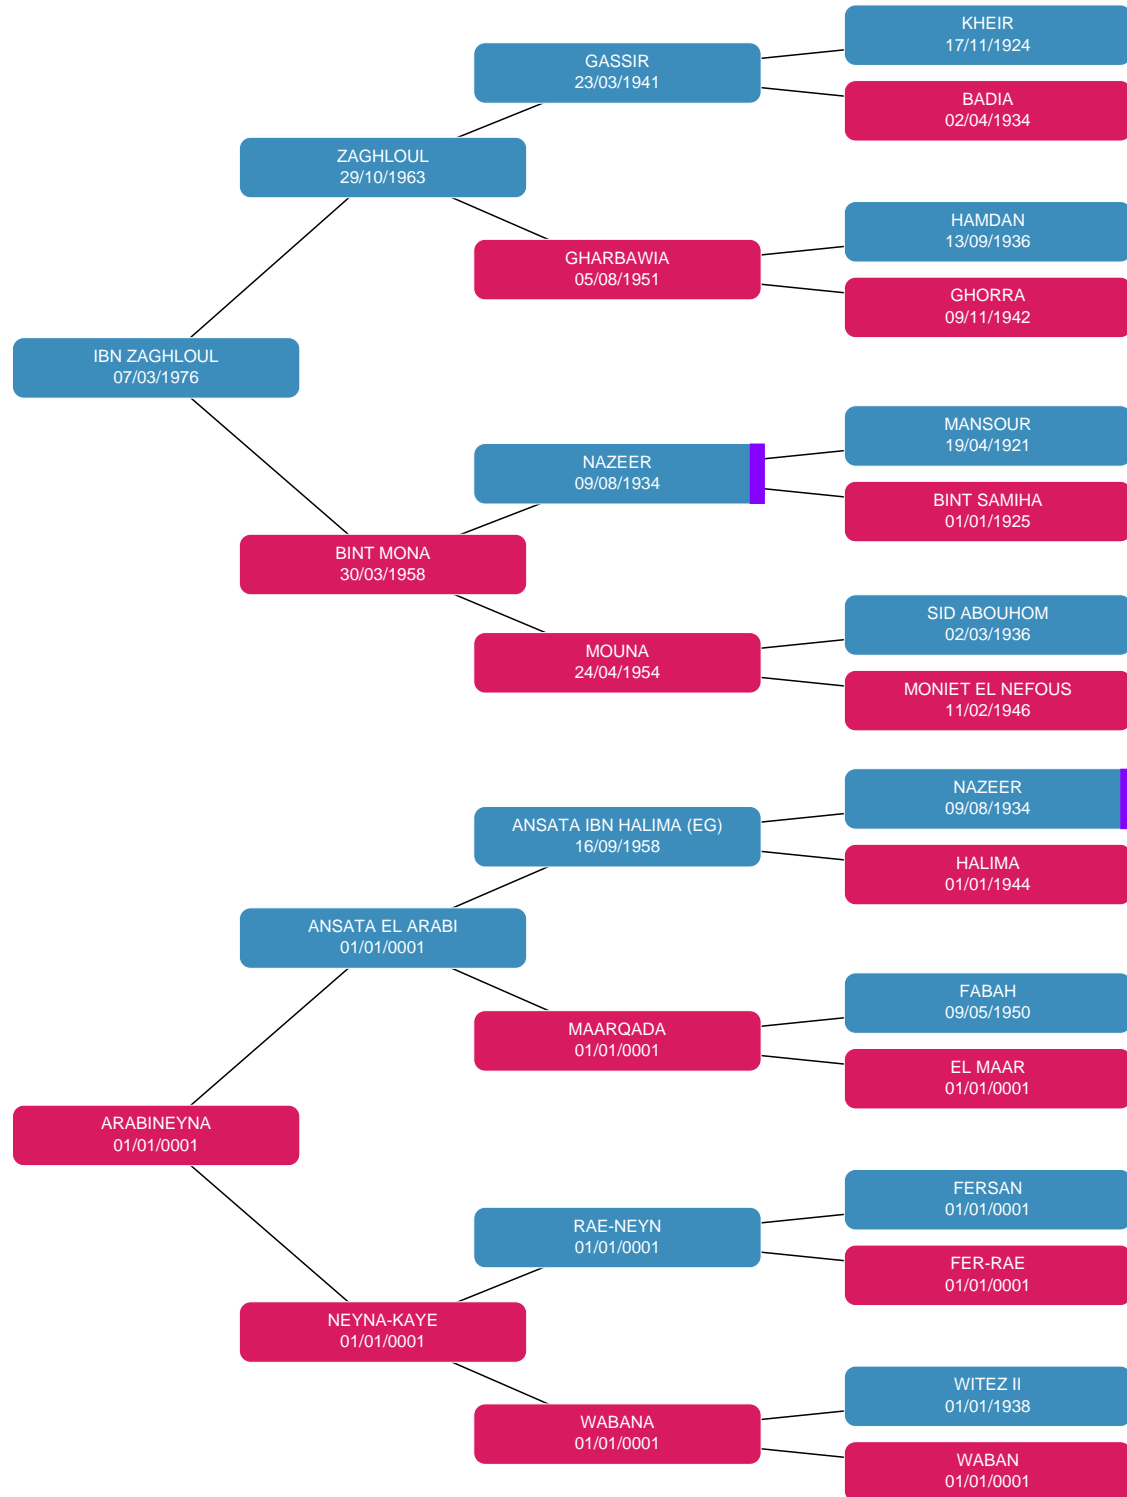 KHEIR
17/11/1924
GASSIR
23/03/1941
BADIA
02/04/1934
ZAGHLOUL
29/10/1963
HAMDAN
13/09/1936
GHARBAWIA
05/08/1951
GHORRA
09/11/1942
IBN ZAGHLOUL
07/03/1976
MANSOUR
19/04/1921
NAZEER
09/08/1934
BINT SAMIHA
01/01/1925
BINT MONA
30/03/1958
SID ABOUHOM
02/03/1936
MOUNA
24/04/1954
MONIET EL NEFOUS
11/02/1946
NAZEER
09/08/1934
ANSATA IBN HALIMA (EG)
16/09/1958
HALIMA
01/01/1944
ANSATA EL ARABI
01/01/0001
FABAH
09/05/1950
MAARQADA
01/01/0001
EL MAAR
01/01/0001
ARABINEYNA
01/01/0001
FERSAN
01/01/0001
RAE-NEYN
01/01/0001
FER-RAE
01/01/0001
NEYNA-KAYE
01/01/0001
WITEZ II
01/01/1938
WABANA
01/01/0001
WABAN
01/01/0001